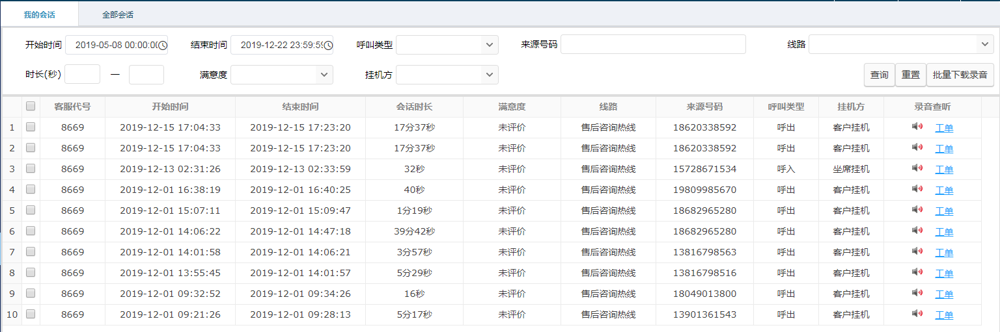 我的会话 全部会话
开始时间 2019-05-08 00:00:00 结束时间 2019-12-22 23:59:59 呼叫类型 来源号码 线路
时长(秒) — 满意度 挂机方 查询 重置 批量下载录音
客服代号 开始时间 结束时间 会话时长 满意度 线路 来源号码 呼叫类型 挂机方 录音查听
1 8669 2019-12-15 17:04:33 2019-12-15 17:23:20 17分37秒 未评价 售后咨询热线 18620338592 呼出 客户挂机 工单
2 8669 2019-12-15 17:04:33 2019-12-15 17:23:20 17分37秒 未评价 售后咨询热线 18620338592 呼出 客户挂机 工单
3 8669 2019-12-13 02:31:26 2019-12-13 02:33:59 32秒 未评价 售后咨询热线 15728671534 呼入 坐席挂机 工单
4 8669 2019-12-01 16:38:19 2019-12-01 16:40:25 40秒 未评价 售后咨询热线 19809985670 呼出 客户挂机 工单
5 8669 2019-12-01 15:07:11 2019-12-01 15:09:47 1分19秒 未评价 售后咨询热线 18682965280 呼出 客户挂机 工单
6 8669 2019-12-01 14:06:22 2019-12-01 14:47:18 39分42秒 未评价 售后咨询热线 18682965280 呼出 客户挂机 工单
7 8669 2019-12-01 14:01:58 2019-12-01 14:06:21 3分57秒 未评价 售后咨询热线 13816798563 呼出 客户挂机 工单
8 8669 2019-12-01 13:55:45 2019-12-01 14:01:57 5分29秒 未评价 售后咨询热线 13816798516 呼出 客户挂机 工单
9 8669 2019-12-01 09:32:52 2019-12-01 09:34:26 16秒 未评价 售后咨询热线 18049013800 呼出 客户挂机 工单
10 8669 2019-12-01 09:21:26 2019-12-01 09:28:13 5分17秒 未评价 售后咨询热线 13901361543 呼出 客户挂机 工单